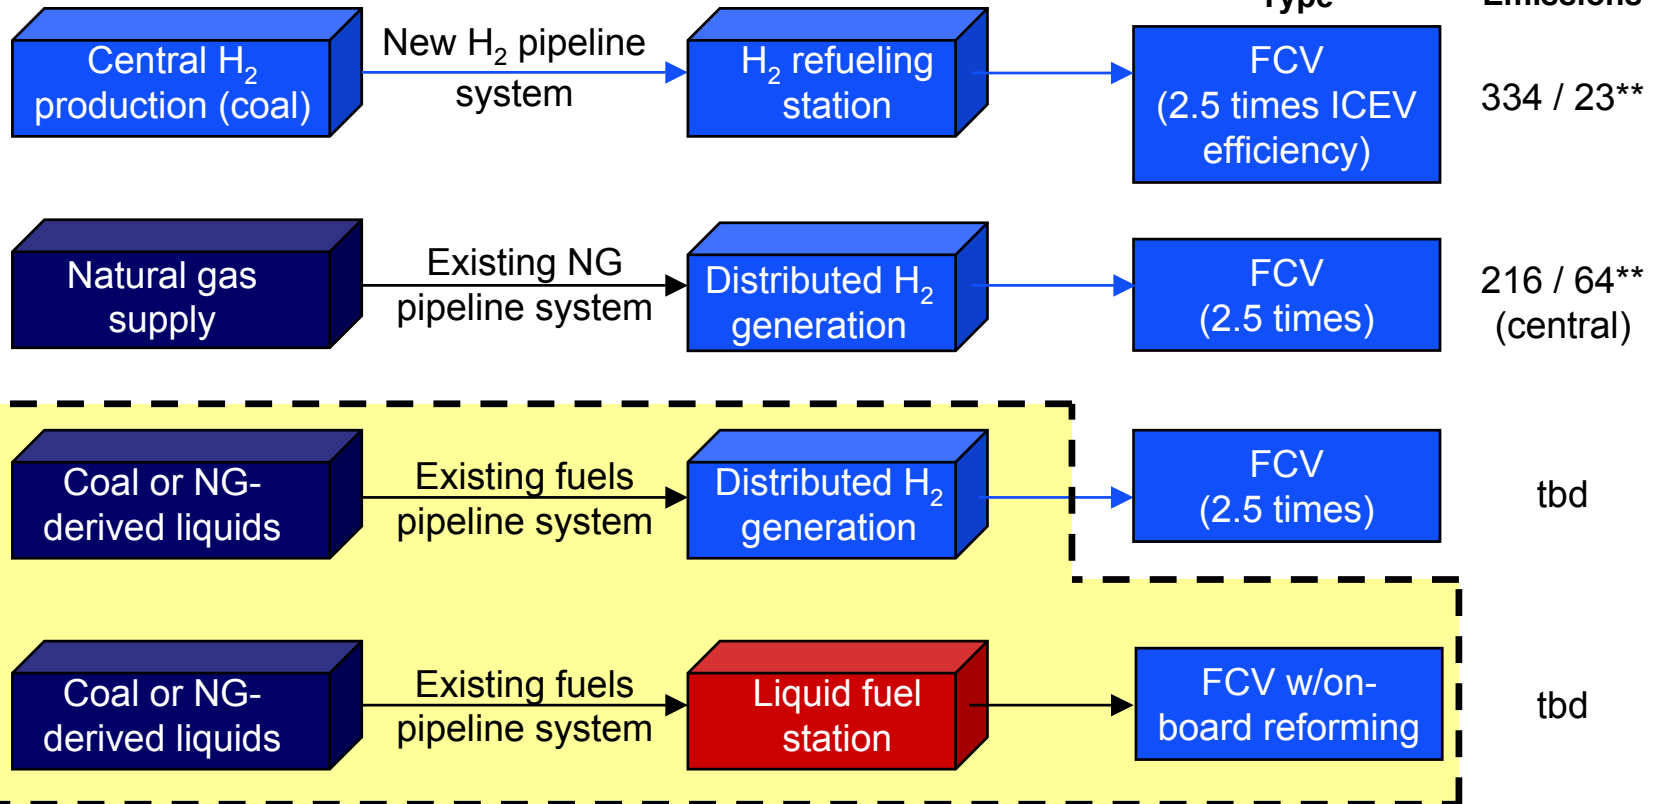 Type
Emissions
Central H₂
production (coal)
New H₂ pipeline
system
H₂ refueling
station
FCV
(2.5 times ICEV
efficiency)
334 / 23**
Natural gas
supply
Existing NG
pipeline system
Distributed H₂
generation
FCV
(2.5 times)
216 / 64**
(central)
Coal or NG-
derived liquids
Existing fuels
pipeline system
Distributed H₂
generation
FCV
(2.5 times)
tbd
Coal or NG-
derived liquids
Existing fuels
pipeline system
Liquid fuel
station
FCV w/on-
board reforming
tbd